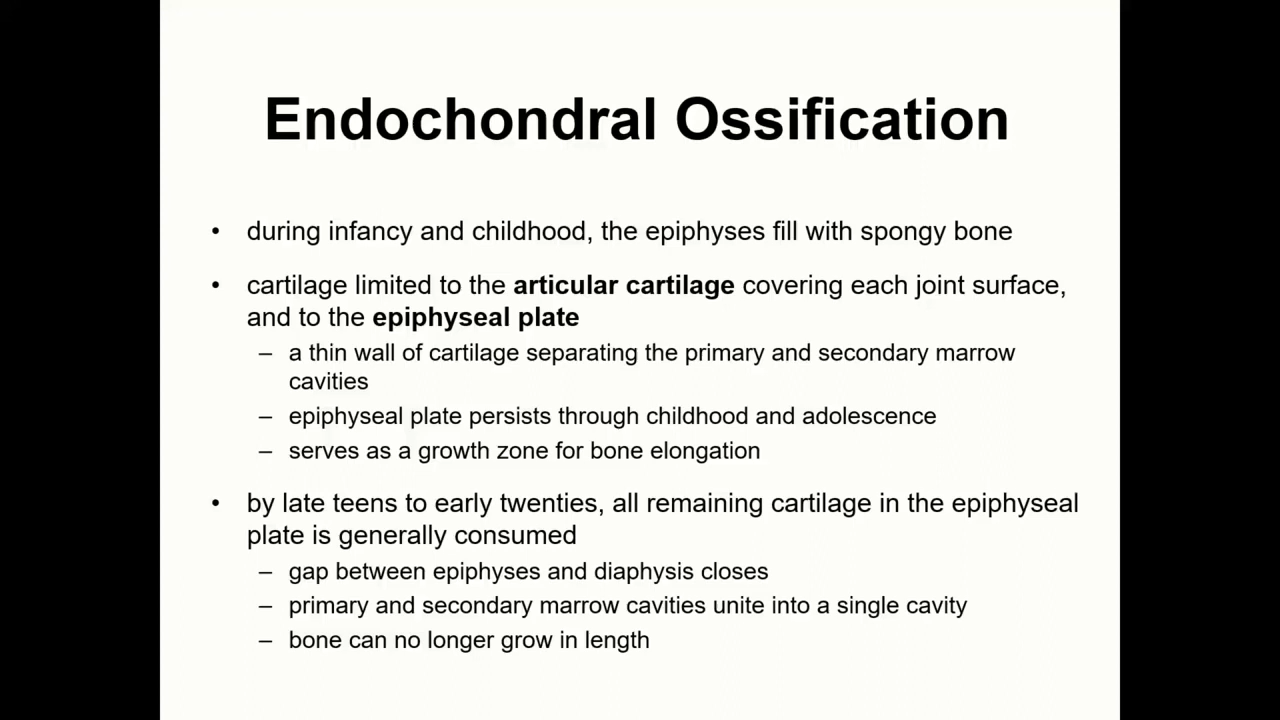 Endochondral Ossification
• during infancy and childhood, the epiphyses fill with spongy bone
• cartilage limited to the articular cartilage covering each joint surface,
and to the epiphyseal plate
– a thin wall of cartilage separating the primary and secondary marrow
cavities
– epiphyseal plate persists through childhood and adolescence
– serves as a growth zone for bone elongation
• by late teens to early twenties, all remaining cartilage in the epiphyseal
plate is generally consumed
– gap between epiphyses and diaphysis closes
– primary and secondary marrow cavities unite into a single cavity
– bone can no longer grow in length